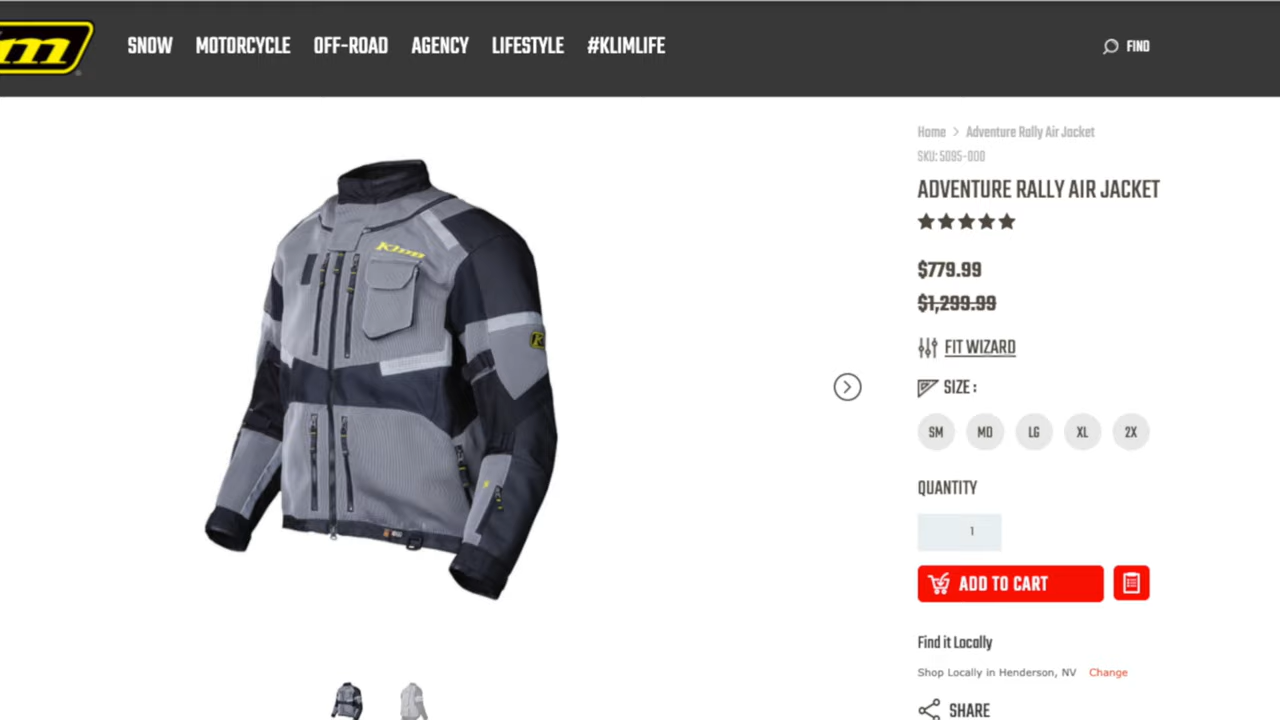 SNOW MOTORCYCLE OFF-ROAD AGENCY LIFESTYLE #KLIMLIFE
FIND
Home > Adventure Rally Air Jacket
SKU: 5095-000
ADVENTURE RALLY AIR JACKET
$779.99
$1,299.99
Klim
FIT WIZARD
SIZE :
SM MD LG XL 2X
QUANTITY
1
ADD TO CART
Find it Locally
Shop Locally in Henderson, NV Change
SHARE